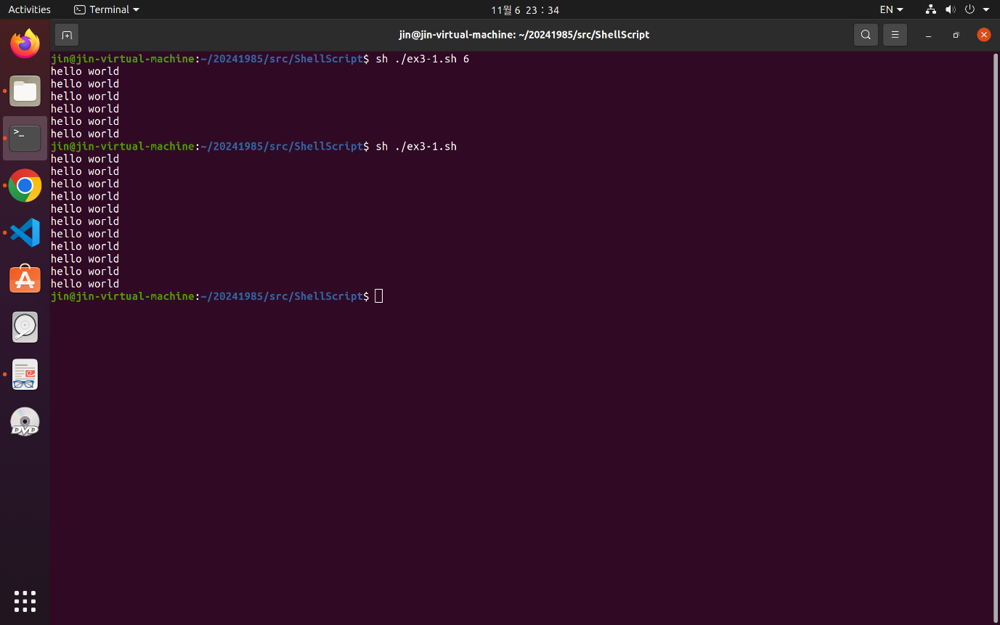 Activities
Terminal
11월 6 23 : 34
EN
jin@jin-virtual-machine: ~/20241985/src/ShellScript
jin@jin-virtual-machine:~/20241985/src/ShellScript$ sh ./ex3-1.sh 6
hello world
hello world
hello world
hello world
hello world
hello world
jin@jin-virtual-machine:~/20241985/src/ShellScript$ sh ./ex3-1.sh
hello world
hello world
hello world
hello world
hello world
hello world
hello world
hello world
hello world
hello world
hello world
jin@jin-virtual-machine:~/20241985/src/ShellScript$
DVD